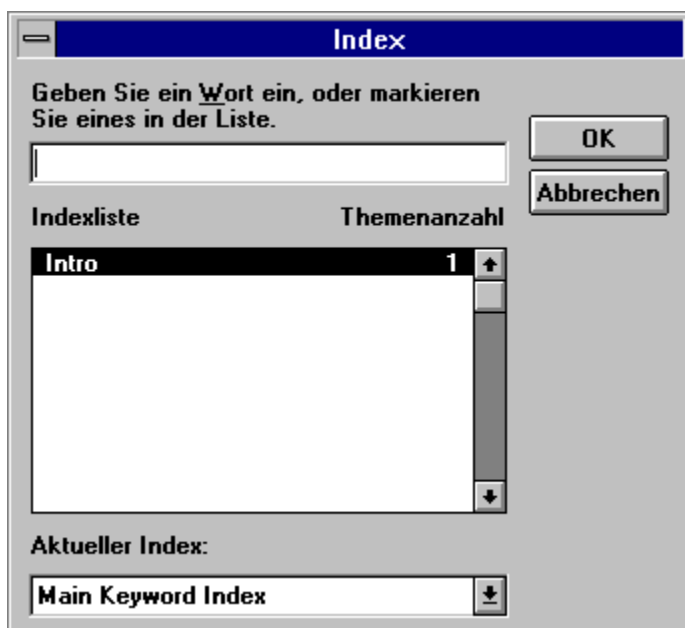 Index
Geben Sie ein Wort ein, oder markieren
Sie eines in der Liste.
OK
Abbrechen
Indexliste Themenanzahl
Intro 1
Aktueller Index:
Main Keyword Index